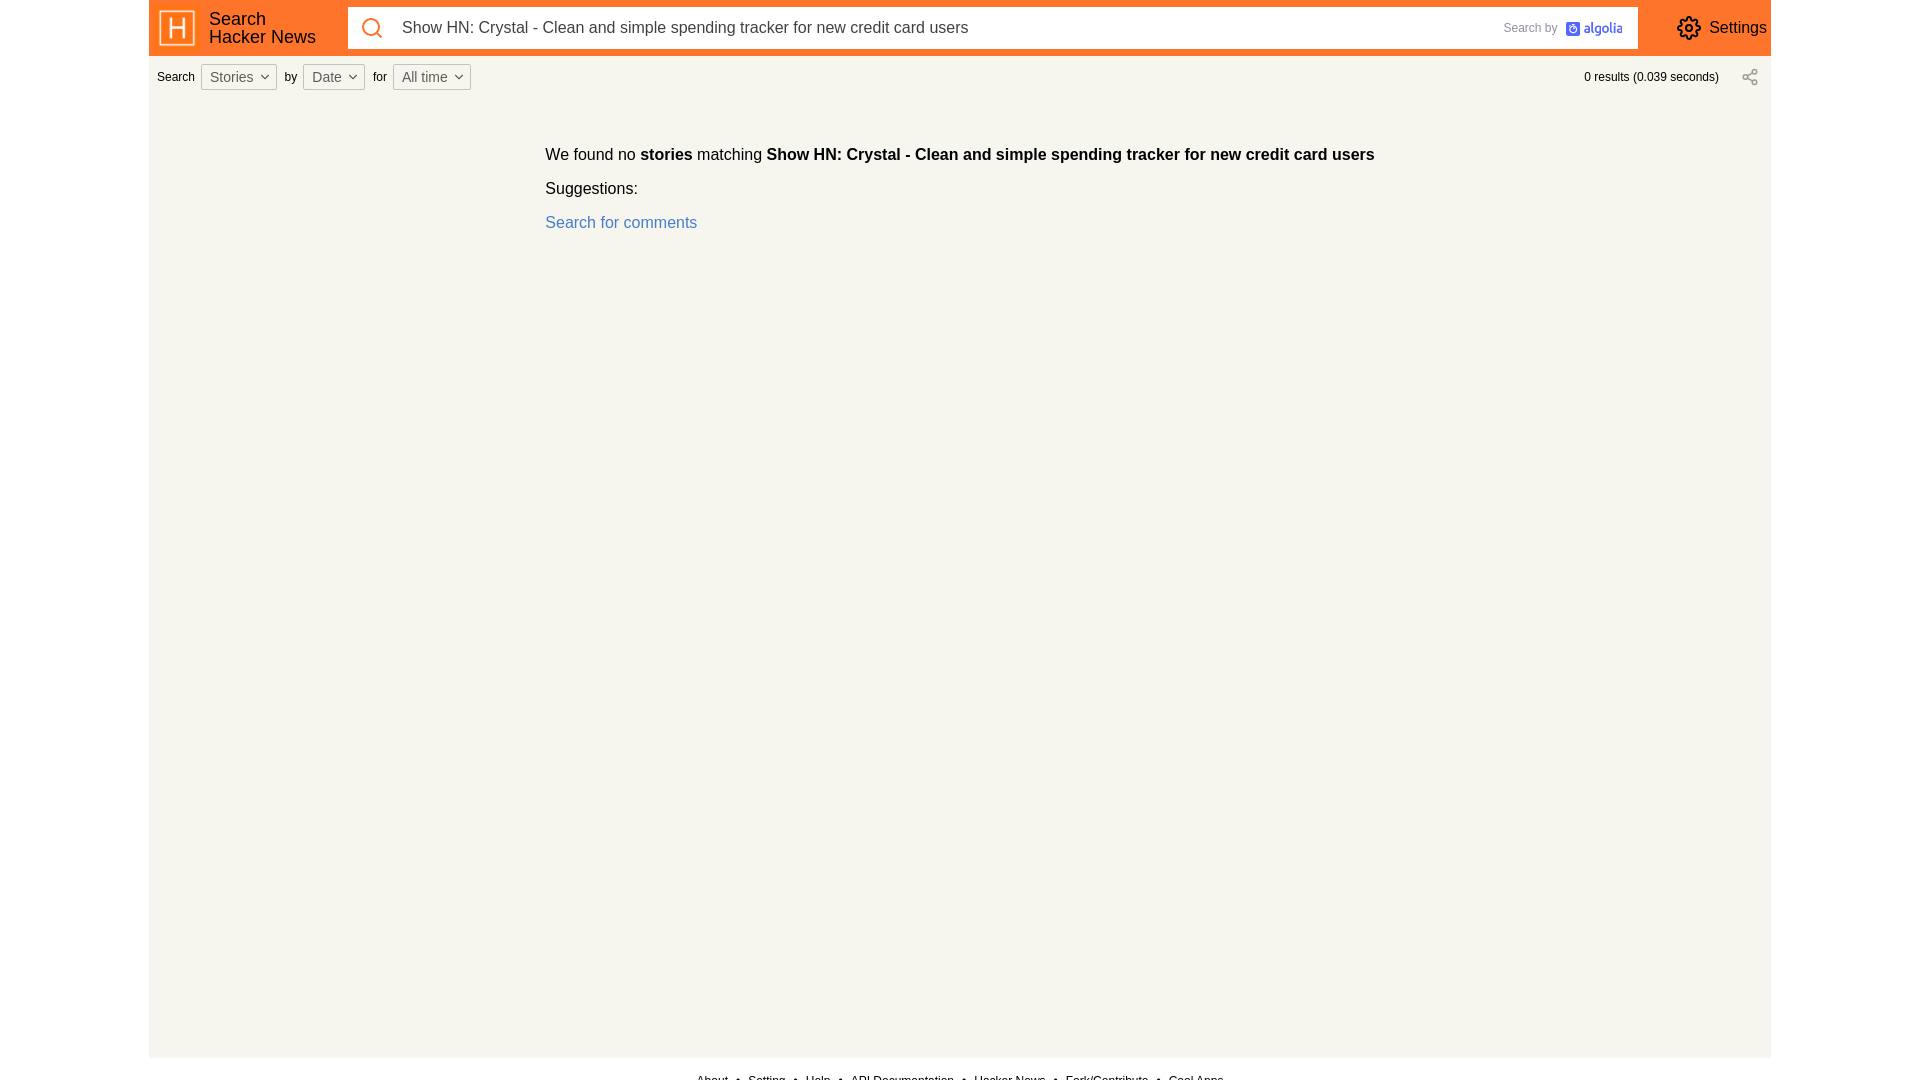 Search
Hacker News
Show HN: Crystal - Clean and simple spending tracker for new credit card users
Search by algolia
Settings
Search Stories by Date for All time
0 results (0.039 seconds)
We found no stories matching Show HN: Crystal - Clean and simple spending tracker for new credit card users
Suggestions:
Search for comments
About • Setting • Help • API Documentation • Hacker News • Fork/Contribute • Cool Apps